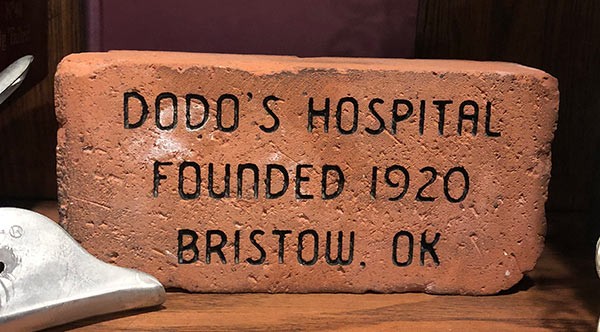 DODO'S HOSPITAL
FOUNDED 1920
BRISTOW, OK